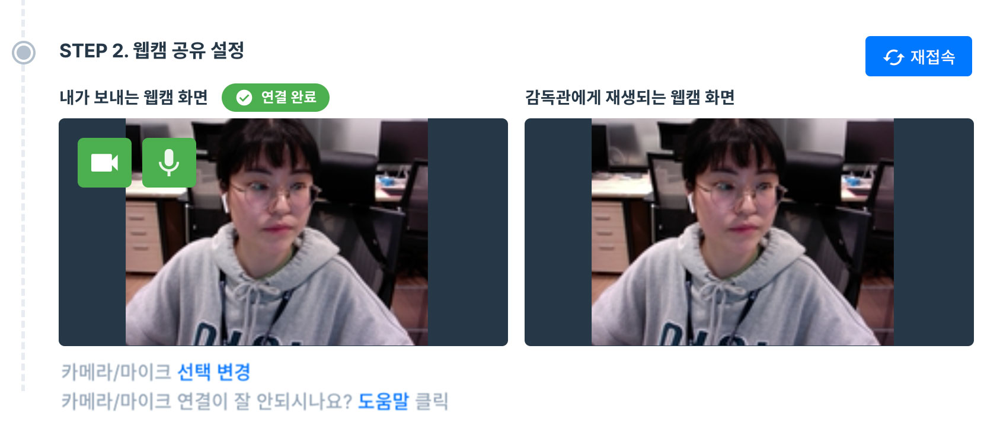 STEP 2. 웹캠 공유 설정
재접속
내가 보내는 웹캠 화면
연결 완료
감독관에게 재생되는 웹캠 화면
카메라/마이크 선택 변경
카메라/마이크 연결이 잘 안되시나요? 도움말 클릭